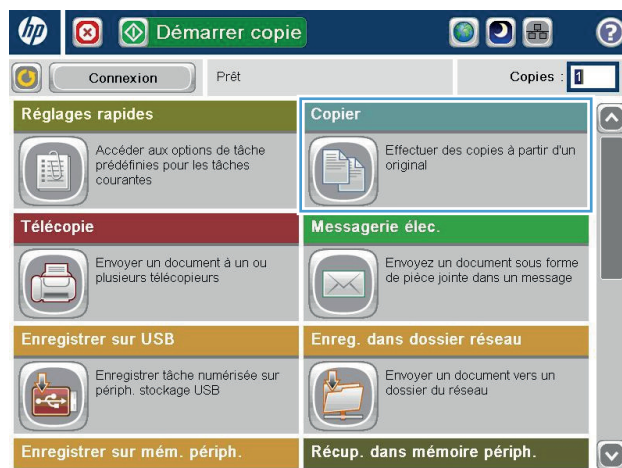 hp
Démarrer copie
?
Connexion
Prêt
Copies : 1
Réglages rapides
Accéder aux options de tâche
prédéfinies pour les tâches
courantes
Copier
Effectuer des copies à partir d'un
original
Télécopie
Envoyer un document à un ou
plusieurs télécopieurs
Messagerie élec.
Envoyez un document sous forme
de pièce jointe dans un message
Enregistrer sur USB
Enregistrer tâche numérisée sur
périph. stockage USB
Enreg. dans dossier réseau
Envoyer un document vers un
dossier du réseau
Enregistrer sur mém. périph.
Récup. dans mémoire périph.